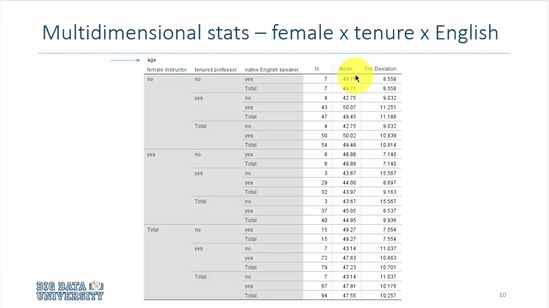 Multidimensional stats – female x tenure x English
age
female instructor tenured professor native English speaker N Mean Std. Deviation
no no yes 7 49.71 8.558
Total 7 49.71 8.558
yes no 4 42.75 9.032
yes 43 50.07 11.251
Total 47 49.45 11.188
Total no 4 42.75 9.032
yes 50 50.02 10.839
Total 54 49.48 10.814
yes no yes 8 48.88 7.140
Total 8 48.88 7.140
yes no 3 43.67 15.567
yes 29 44.00 8.697
Total 32 43.97 9.163
Total no 3 43.67 15.567
yes 37 45.05 8.537
Total 40 44.95 8.936
Total no yes 15 49.27 7.554
Total 15 49.27 7.554
yes no 7 43.14 11.037
yes 72 47.63 10.663
Total 79 47.23 10.701
Total no 7 43.14 11.037
yes 87 47.91 10.176
Total 94 47.55 10.257
BIG DATA
UNIVERSITY
10